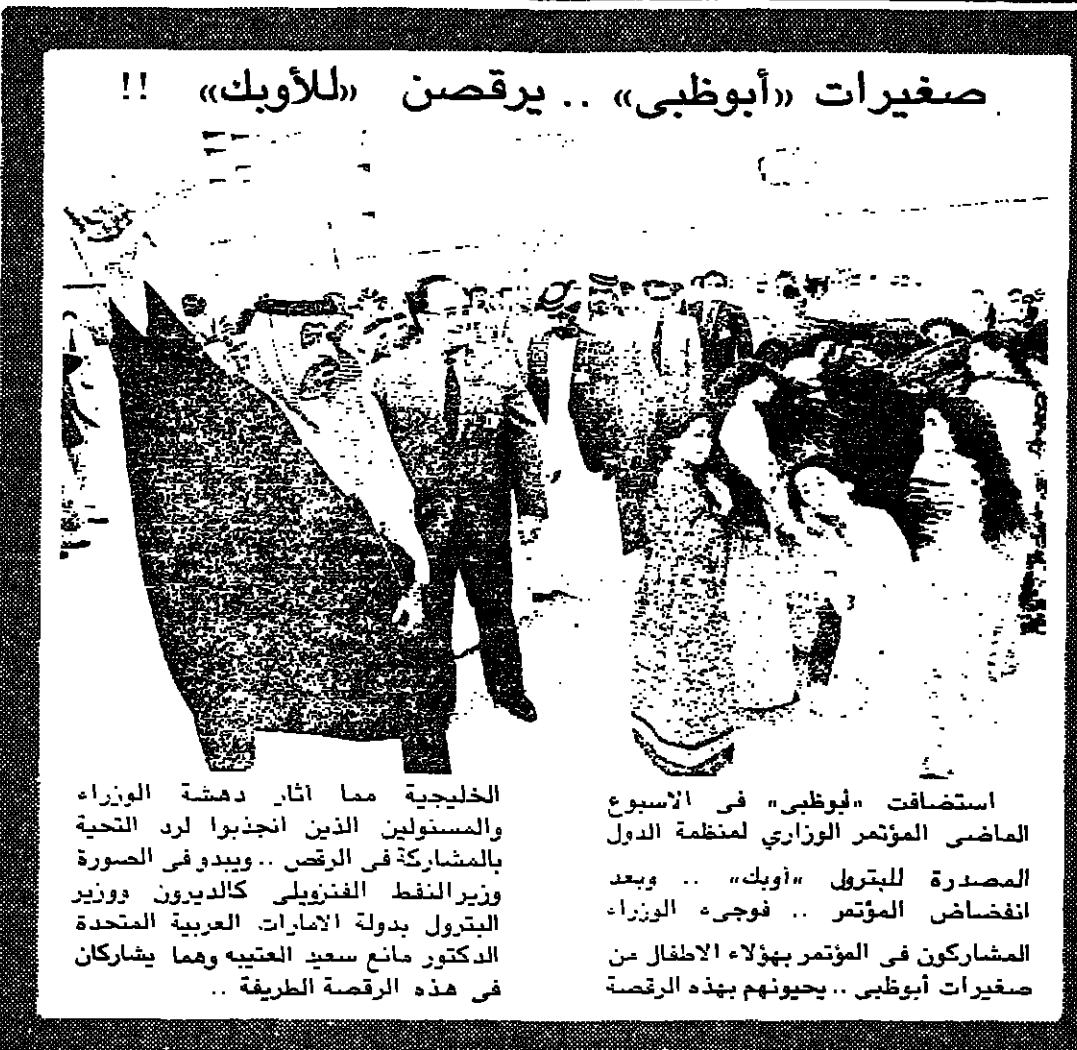 صغيرات «أبوظبى» .. يرقصن «للأوبك» !!
استضافت «أبوظبى» فى الاسبوع
الماضى المؤتمر الوزاري لمنظمة الدول
المصدرة للبترول «أوبك» .. وبعد
انفضاض المؤتمر .. فوجىء الوزراء
المشاركون فى المؤتمر بهؤلاء الاطفال من
صغيرات أبوظبى .. يحيونهم بهذه الرقصة
الخليجية مما أثار دهشة الوزراء
والمسئولين الذين انجذبوا لرد التحية
بالمشاركة فى الرقص .. ويبدو فى الصورة
وزير النفط الفنزويلى كالديرون ووزير
البترول بدولة الامارات العربية المتحدة
الدكتور مانع سعيد العتيبه وهما يشاركان
فى هذه الرقصة الطريفة ..